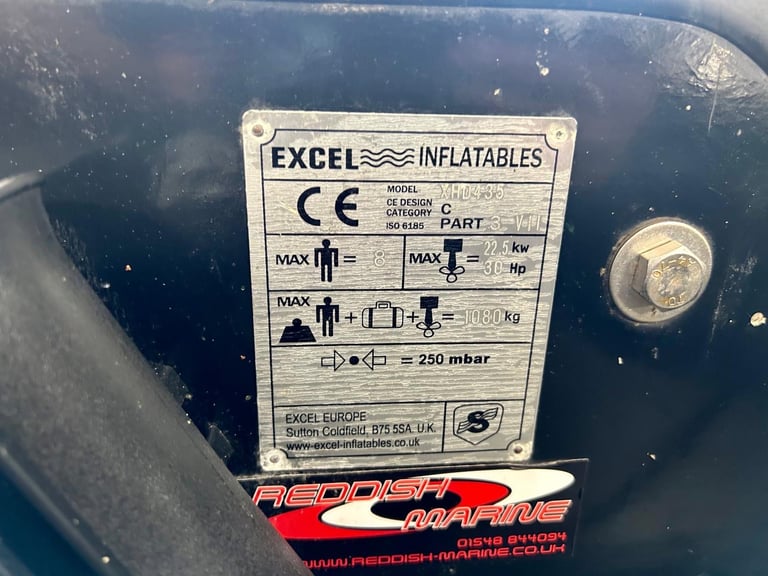 EXCEL INFLATABLES
CE MODEL XHD435
CE DESIGN CATEGORY C
ISO 6185 PART 3 VII
MAX = 8
MAX = 22.5 kw
30 Hp
MAX + + = 1080 kg
= 250 mbar
EXCEL EUROPE
Sutton Coldfield, B75 5SA. U.K.
www-excel-inflatables.co.uk
S
REDDISH
MARINE
01548 844094
WWW.REDDISH-MARINE.CO.UK